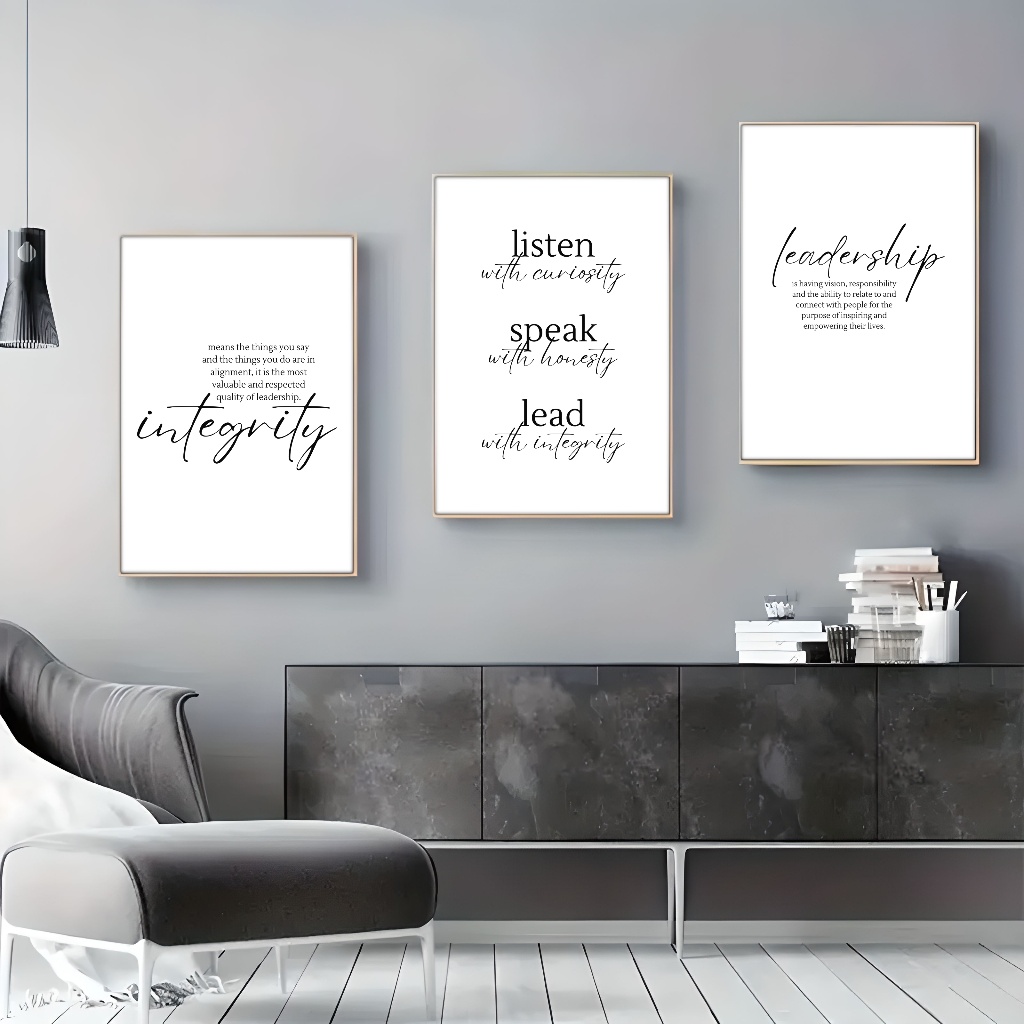 means the things you say
and the things you do are in
alignment, it is the most
valuable and respected
quality of leadership.
integrity
listen
with curiosity
speak
with honesty
lead
with integrity
leadership
is having vision, responsibility
and the ability to relate to and
connect with people for the
purpose of inspiring and
empowering their lives.